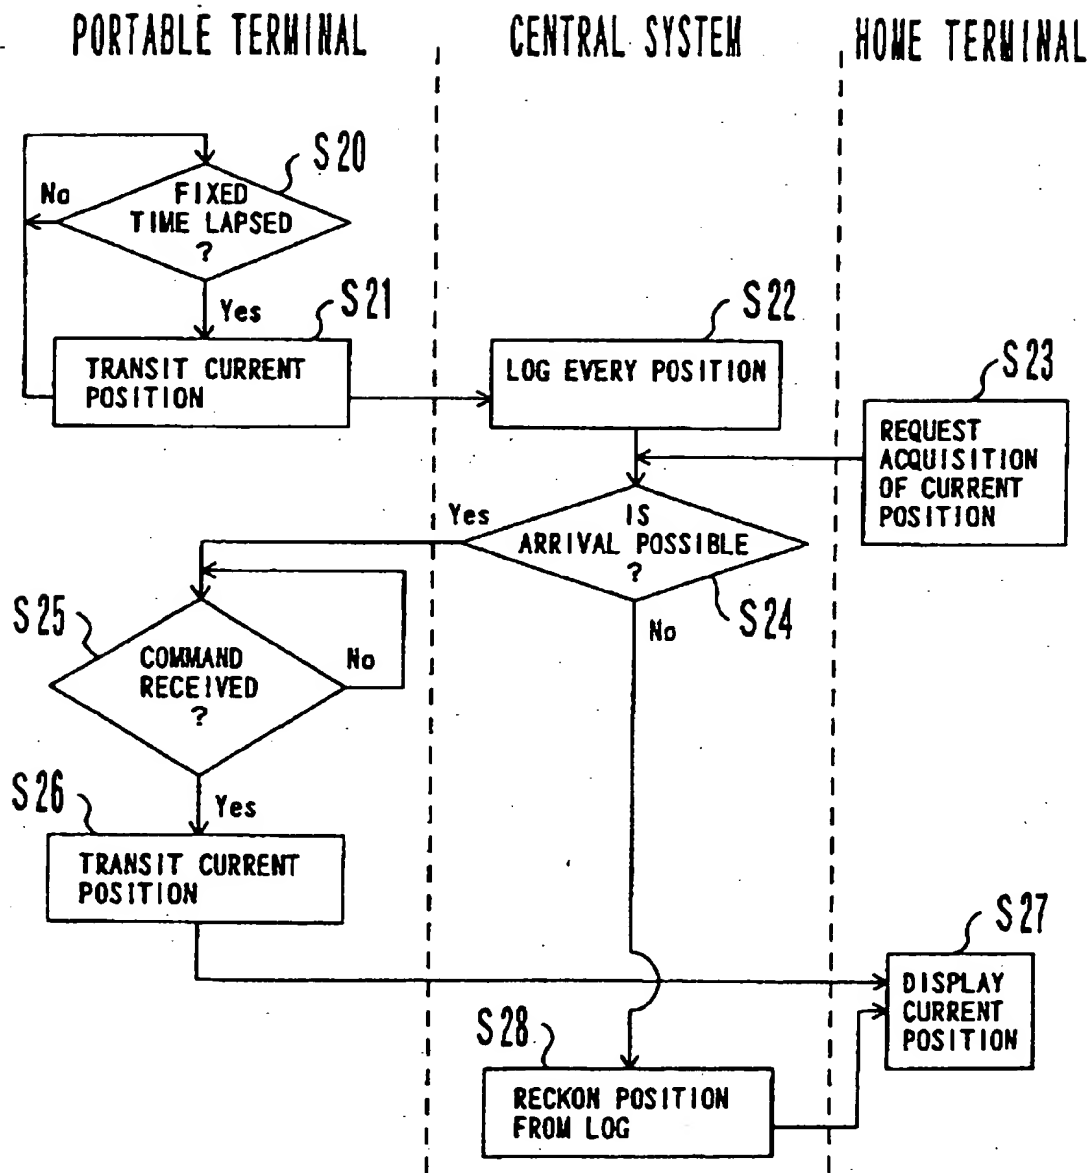 PORTABLE TERMINAL
CENTRAL SYSTEM
HOME TERMINAL
S20
No
FIXED
TIME LAPSED
?
Yes
S21
TRANSIT CURRENT
POSITION
S22
LOG EVERY POSITION
S23
REQUEST
ACQUISITION
OF CURRENT
POSITION
Yes
IS
ARRIVAL POSSIBLE
?
S24
No
S25
COMMAND
RECEIVED
?
No
Yes
S26
TRANSIT CURRENT
POSITION
S27
DISPLAY
CURRENT
POSITION
S28
RECKON POSITION
FROM LOG